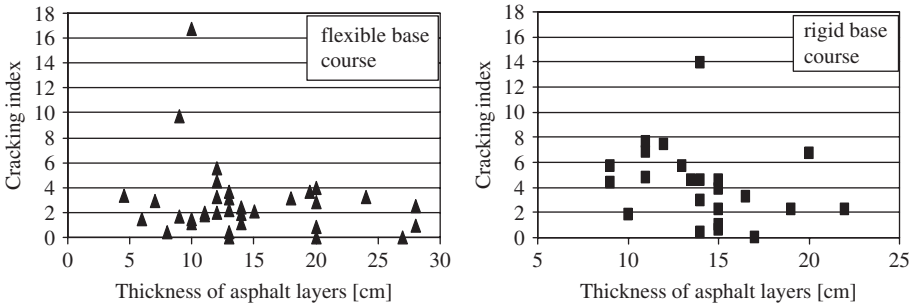 18
16
14
12
10
8
6
4
2
0
Cracking index
flexible base
course
0 5 10 15 20 25 30
Thickness of asphalt layers [cm]
18
16
14
12
10
8
6
4
2
0
Cracking index
rigid base
course
5 10 15 20 25
Thickness of asphalt layers [cm]